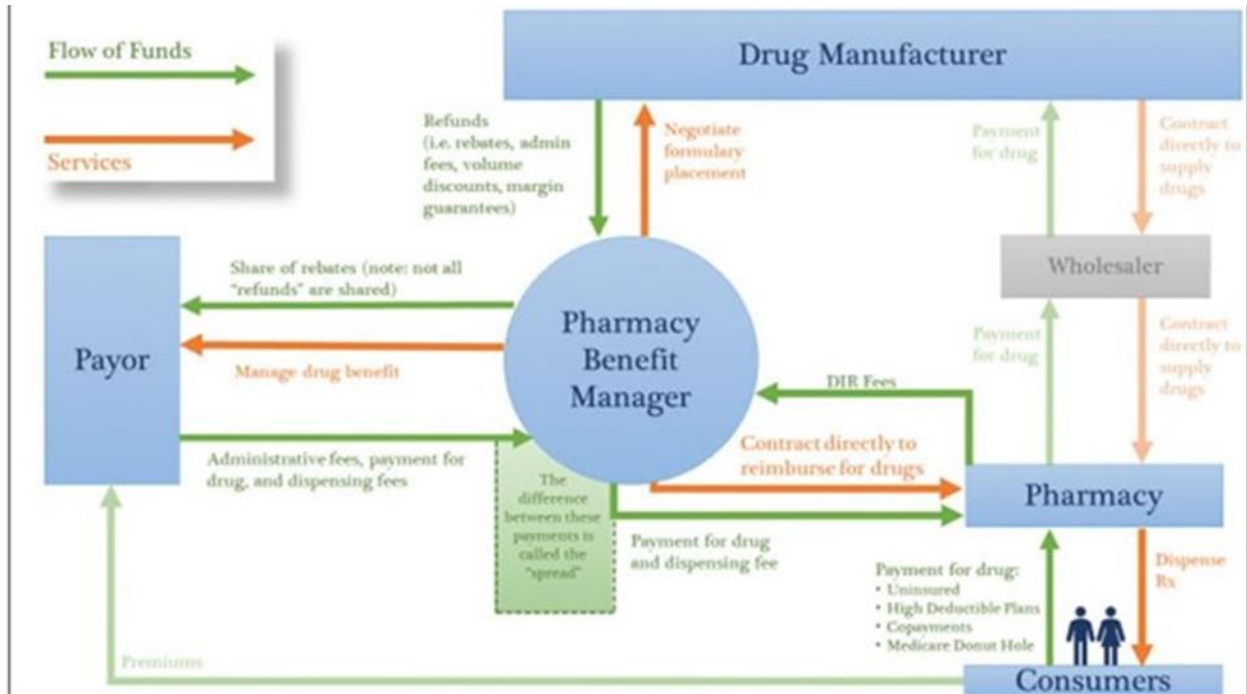 Flow of Funds
Services
Drug Manufacturer
Refunds
(i.e. rebates, admin
fees, volume
discounts, margin
guarantees)
Negotiate
formulary
placement
Payment
for drug
Contract
directly to
supply
drugs
Wholesaler
Share of rebates (note: not all
"refunds" are shared)
Payor
Manage drug benefit
Pharmacy
Benefit
Manager
Payment
for drug
Contract
directly to
supply
drugs
DIR Fees
Administrative fees, payment for
drug, and dispensing fees
Contract directly to
reimburse for drugs
The
difference
between these
payments is
called the
"spread"
Pharmacy
Payment for drug
and dispensing fee
Payment for drug:
• Uninsured
• High Deductible Plans
• Copayments
• Medicare Donut Hole
Dispense
Rx
Premiums
Consumers